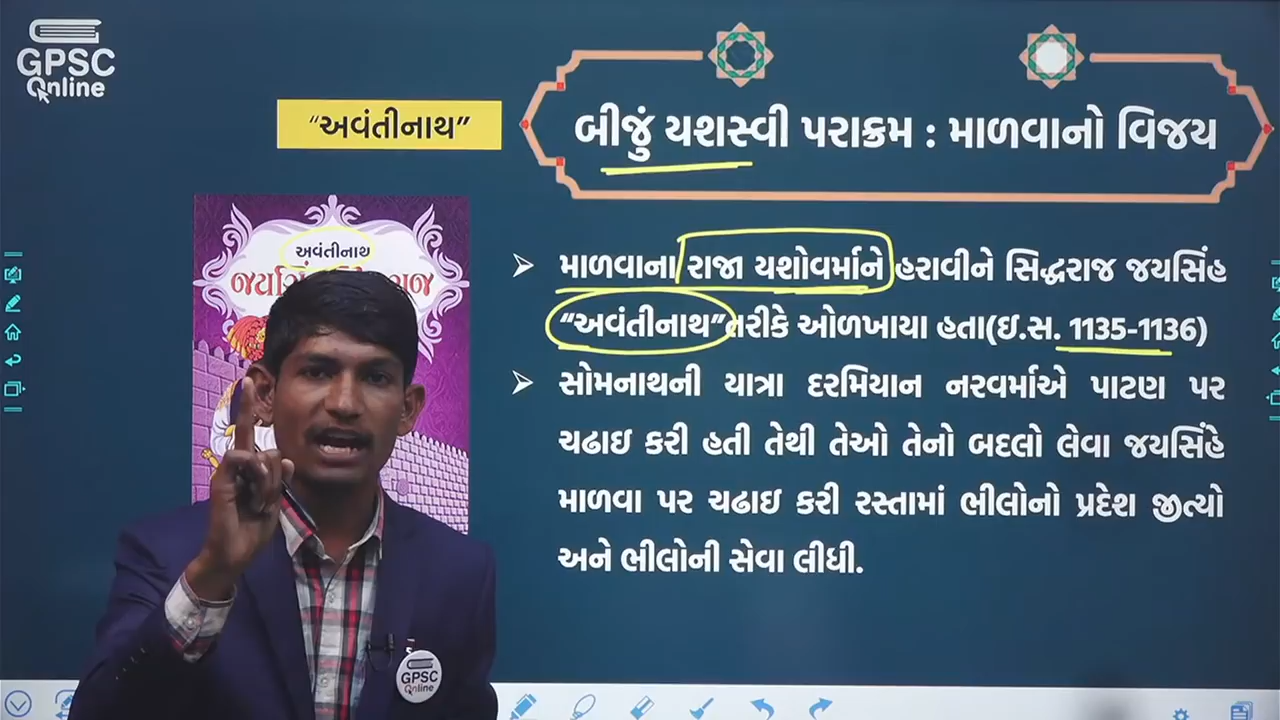 GPSC
Online
“અવંતીનાથ”
બીજું યશસ્વી પરાક્રમ : માળવાનો વિજય
અવંતીનાથ
માળવાના રાજા યશોવર્માને હરાવીને સિદ્ધરાજ જયસિંહ
“અવંતીનાથ” તરીકે ઓળખાયા હતા(ઇ.સ. 1135-1136)
સોમનાથની યાત્રા દરમિયાન નરવર્માએ પાટણ પર
ચઢાઇ કરી હતી તેથી તેઓ તેનો બદલો લેવા જયસિંહે
માળવા પર ચઢાઇ કરી રસ્તામાં ભીલોનો પ્રદેશ જીત્યો
અને ભીલોની સેવા લીધી.
GPSC
Online